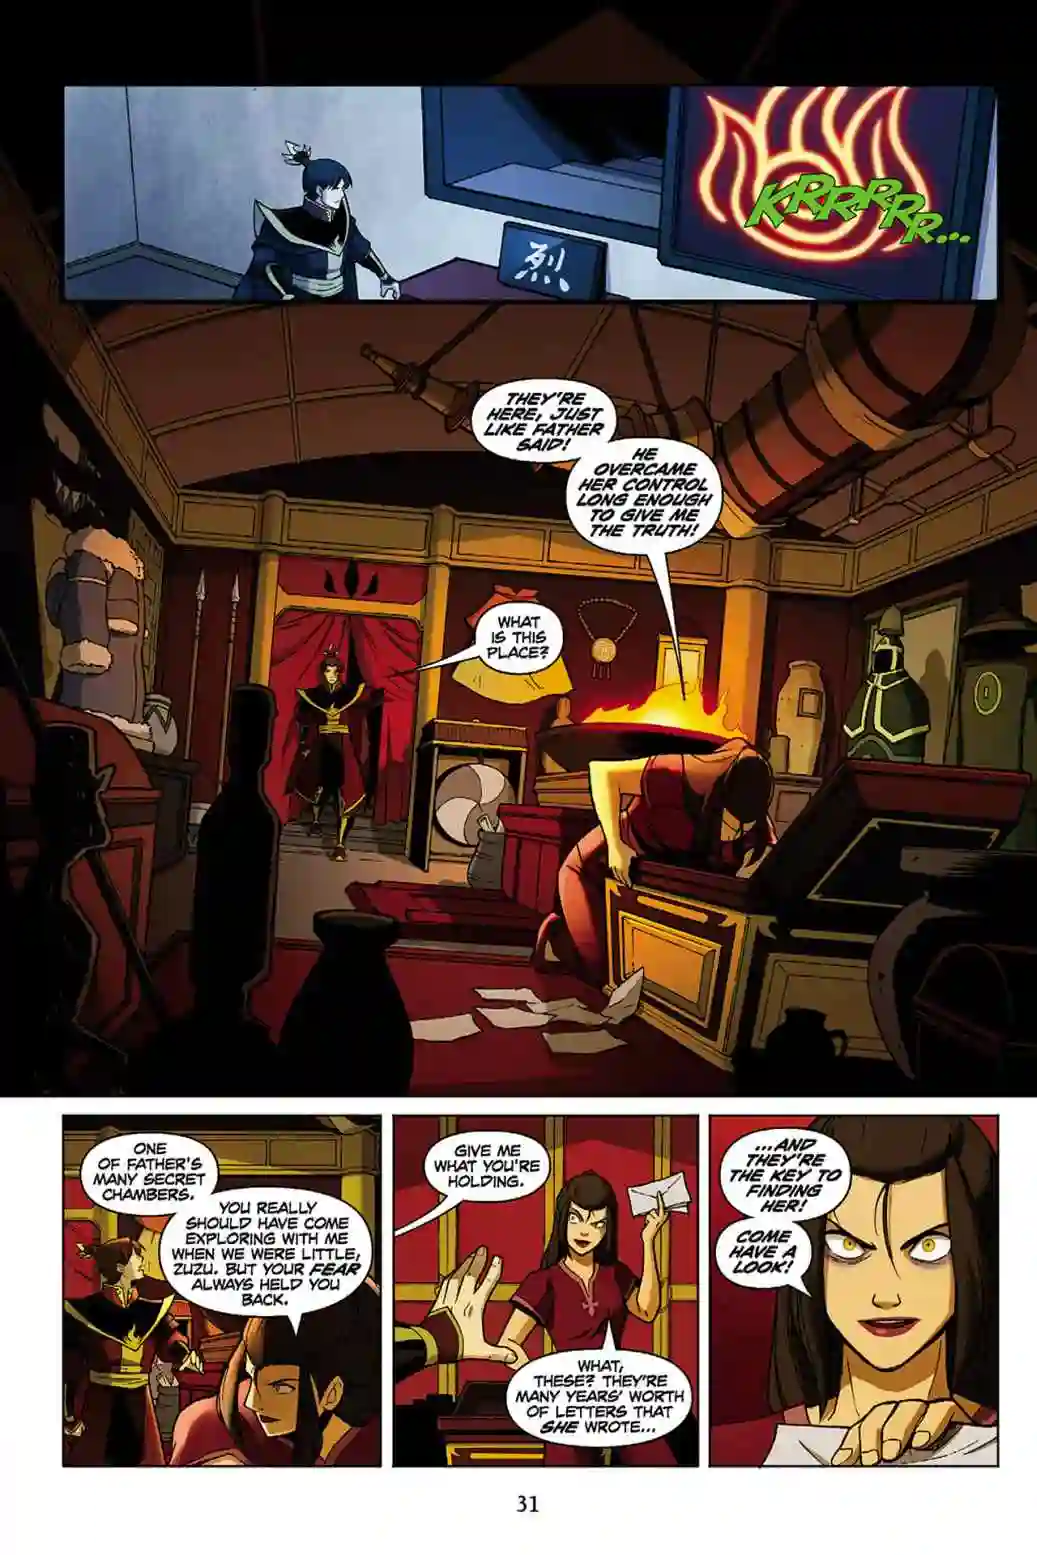 烈
KRRRRRR...
THEY'RE
HERE, JUST
LIKE FATHER
SAID!
HE
OVERCAME
HER CONTROL
LONG ENOUGH
TO GIVE ME
THE TRUTH!
WHAT
IS THIS
PLACE?
ONE
OF FATHER'S
MANY SECRET
CHAMBERS.
YOU REALLY
SHOULD HAVE COME
EXPLORING WITH ME
WHEN WE WERE LITTLE,
ZUZU. BUT YOUR FEAR
ALWAYS HELD YOU
BACK.
GIVE ME
WHAT YOU'RE
HOLDING.
WHAT,
THESE? THEY'RE
MANY YEARS' WORTH
OF LETTERS THAT
SHE WROTE...
...AND
THEY'RE
THE KEY TO
FINDING
HER!
COME
HAVE A
LOOK!
31